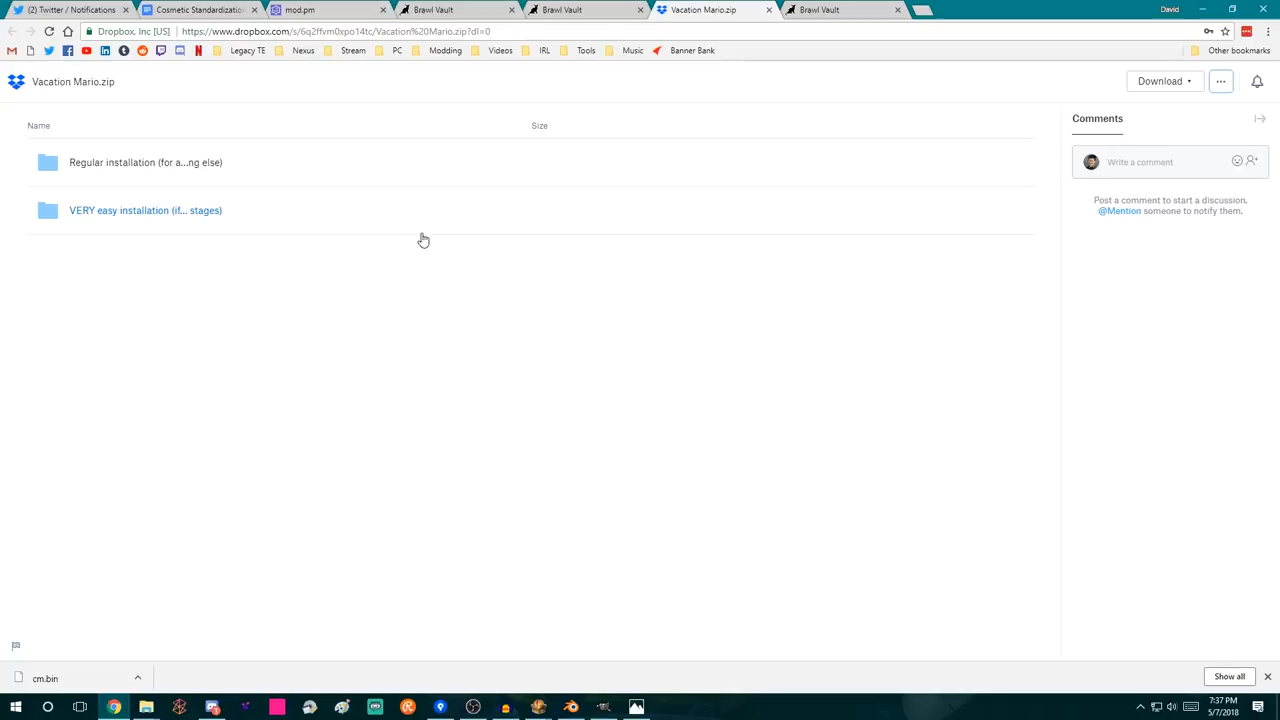 (2) Twitter / Notifications
Cosmetic Standardizatio
mod.pm
Brawl Vault
Brawl Vault
Vacation Mario.zip
Brawl Vault
David
Dropbox, Inc [US]
https://www.dropbox.com/s/6q2ffvm0xpo14tc/Vacation%20Mario.zip?dl=0
Legacy TE
Nexus
Stream
PC
Modding
Videos
IRL
Tools
Music
Banner Bank
Other bookmarks
Vacation Mario.zip
Download
Name
Size
Comments
Regular installation (for a...ng else)
Write a comment
VERY easy installation (if... stages)
Post a comment to start a discussion.
@Mention someone to notify them.
cm.bin
Show all
7:37 PM
5/7/2018